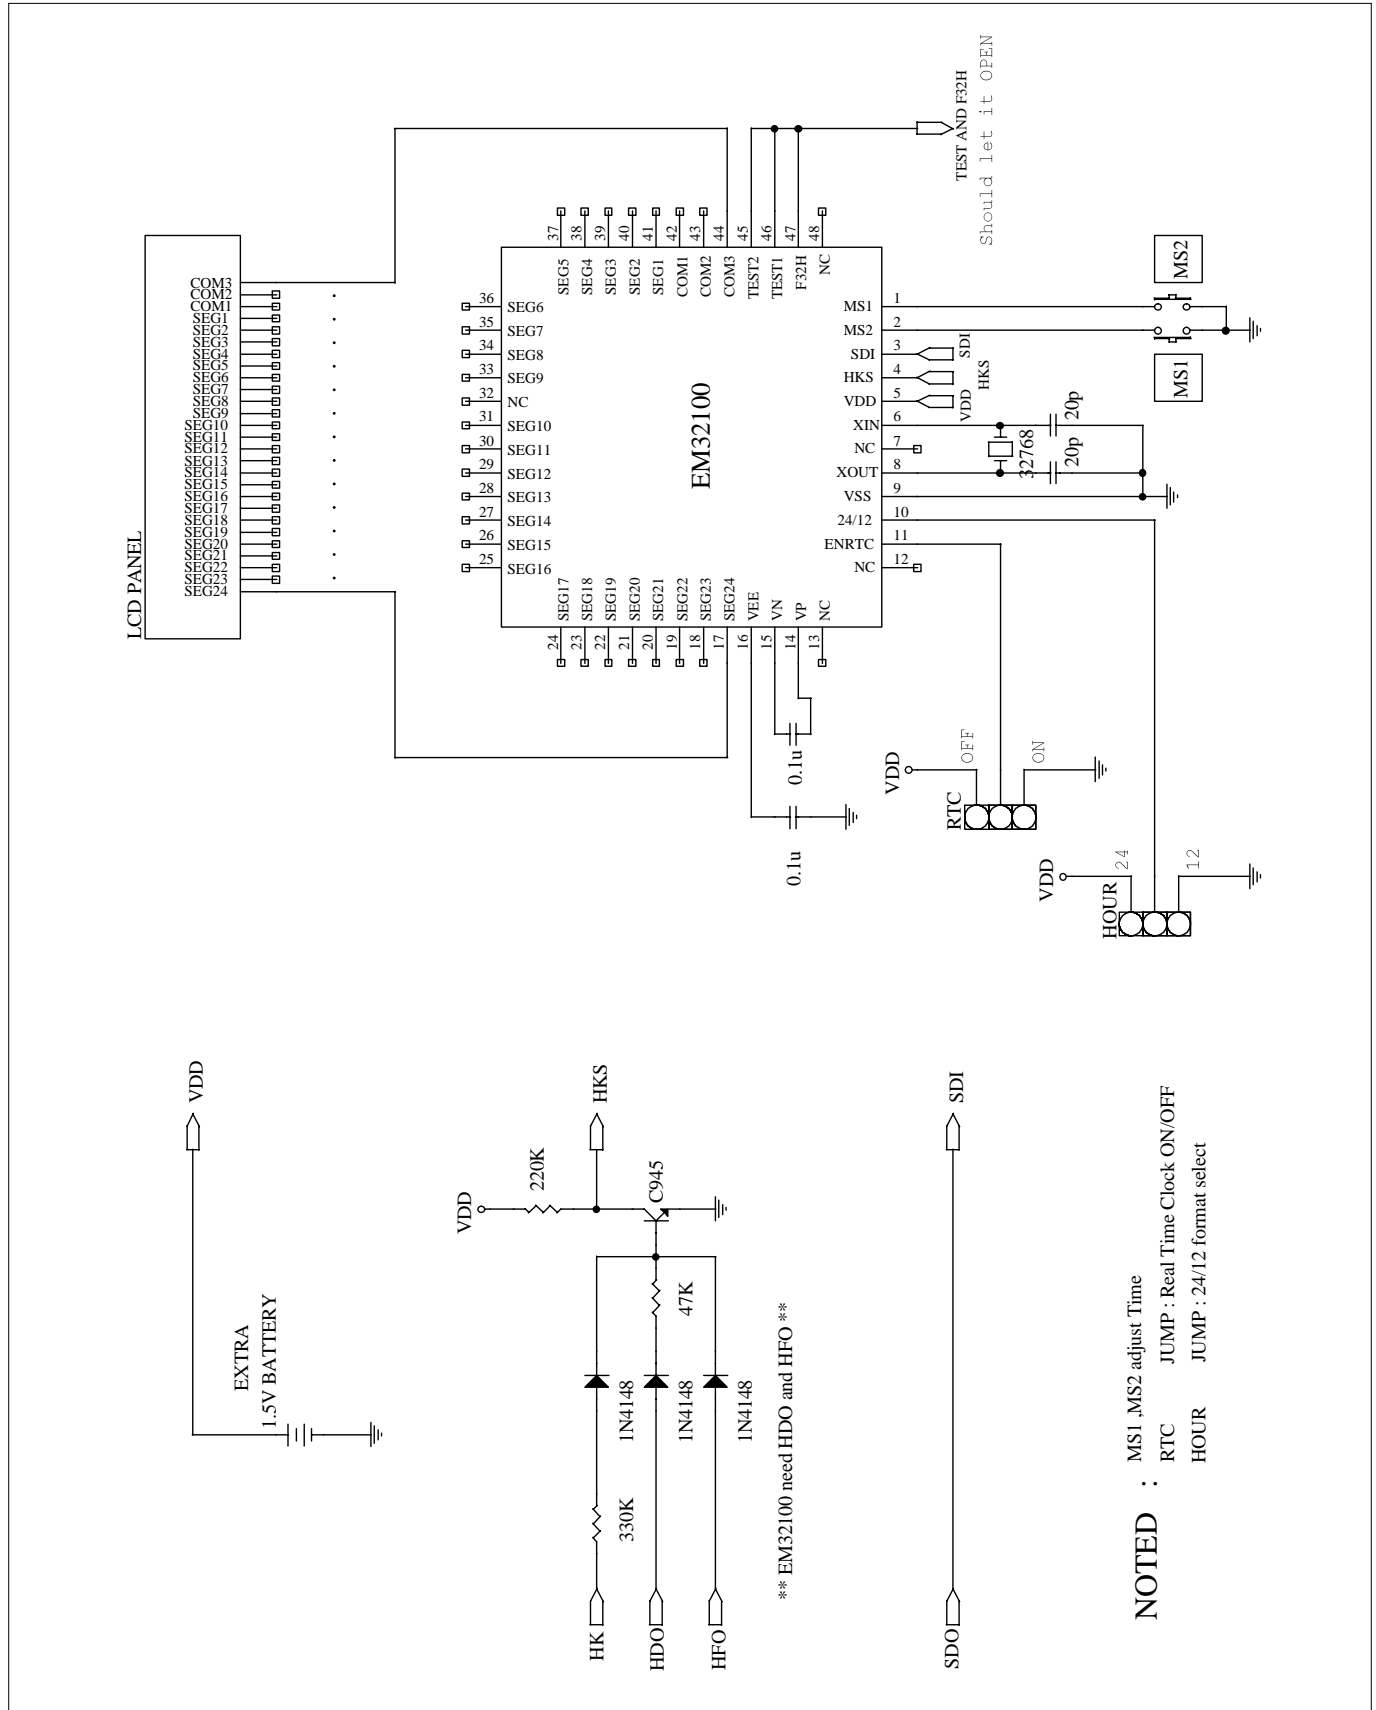 LCD PANEL
COM3
COM2
COM1
SEG1
SEG2
SEG3
SEG4
SEG5
SEG6
SEG7
SEG8
SEG9
SEG10
SEG11
SEG12
SEG13
SEG14
SEG15
SEG16
SEG17
SEG18
SEG19
SEG20
SEG21
SEG22
SEG23
SEG24
EM32100
37 SEG5
38 SEG4
39 SEG3
40 SEG2
41 SEG1
42 COM1
43 COM2
44 COM3
45 TEST2
46 TEST1
47 F32H
48 NC
36 SEG6
35 SEG7
34 SEG8
33 SEG9
32 NC
31 SEG10
30 SEG11
29 SEG12
28 SEG13
27 SEG14
26 SEG15
25 SEG16
MS1 1
MS2 2
SDI 3
HKS 4
VDD 5
XIN 6
NC 7
XOUT 8
VSS 9
24/12 10
ENRTC 11
NC 12
24 SEG17
23 SEG18
22 SEG19
21 SEG20
20 SEG21
19 SEG22
18 SEG23
17 SEG24
16 VEE
15 VN
14 VP
13 NC
TEST AND F32H
Should let it OPEN
MS2
MS1
SDI
HKS
VDD
20p
32768
20p
0.1u
0.1u
VDD
OFF
RTC
ON
VDD
24
HOUR
12
VDD
EXTRA
1.5V BATTERY
VDD
220K
HKS
C945
47K
1N4148
1N4148
1N4148
330K
HK
HDO
HFO
** EM32100 need HDO and HFO **
SDI
SDO
NOTED :
MS1 ,MS2 adjust Time
RTC JUMP : Real Time Clock ON/OFF
HOUR JUMP : 24/12 format select